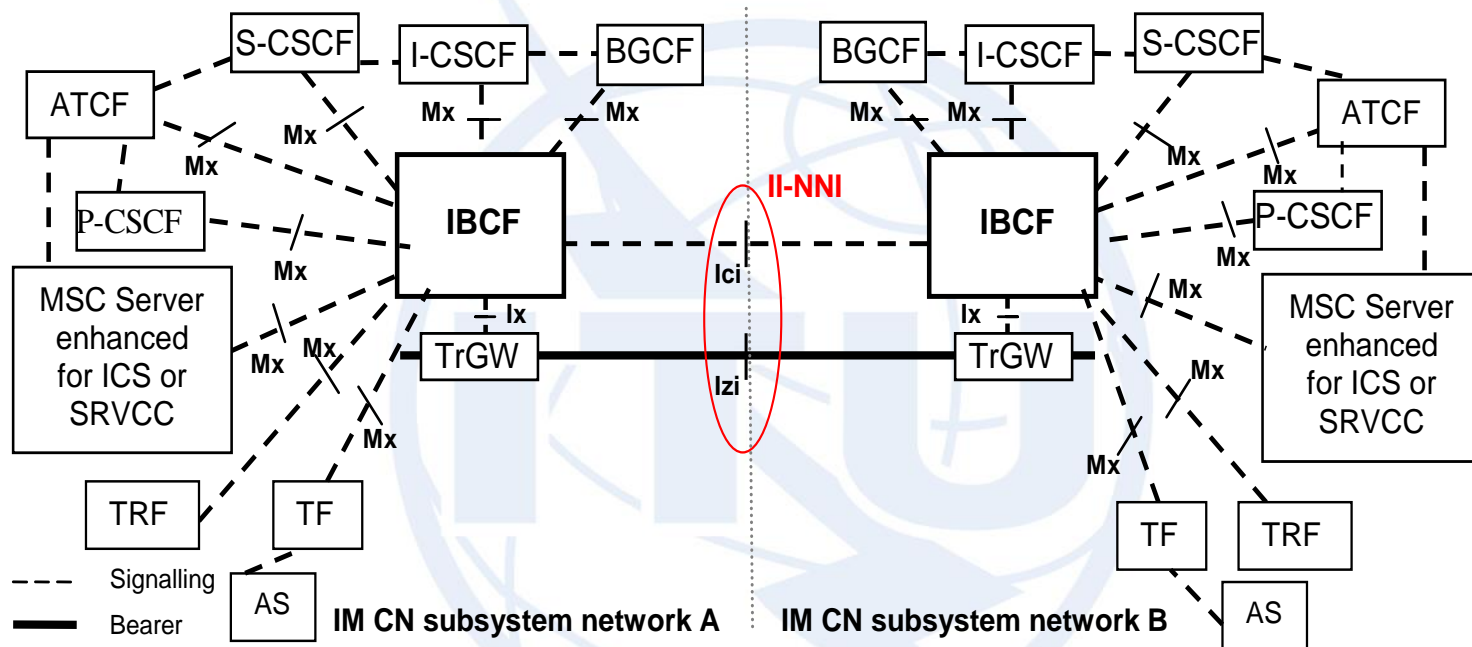 S-CSCF
I-CSCF
BGCF
BGCF
I-CSCF
S-CSCF
ATCF
ATCF
Mx
Mx
Mx
Mx
Mx
Mx
Mx
Mx
P-CSCF
P-CSCF
IBCF
IBCF
II-NNI
Mx
Mx
Ici
Ix
Ix
MSC Server
enhanced
for ICS or
SRVCC
MSC Server
enhanced
for ICS or
SRVCC
Mx
Mx
Mx
Mx
Mx
Mx
TrGW
TrGW
Izi
TRF
TF
TF
TRF
AS
AS
ITU
Signalling
Bearer
IM CN subsystem network A
IM CN subsystem network B